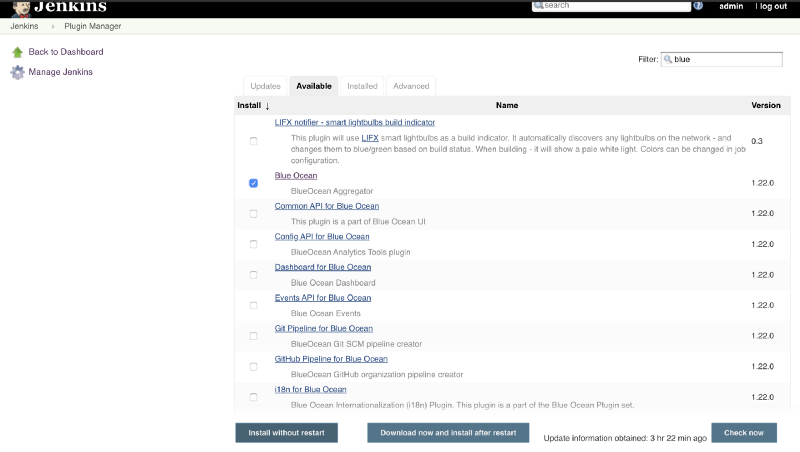 Jenkins
search
admin
log out
Jenkins
Plugin Manager
Back to Dashboard
Manage Jenkins
Filter:
blue
Updates
Available
Installed
Advanced
Install ↓
Name
Version
LIFX notifier - smart lightbulbs build indicator
This plugin will use LIFX smart lightbulbs as a build indicator. It automatically discovers any lightbulbs on the network - and
changes them to blue/green based on build status. When building - it will show a pale white light. Colors can be changed in job
configuration.
0.3
Blue Ocean
BlueOcean Aggregator
1.22.0
Common API for Blue Ocean
This plugin is a part of Blue Ocean UI
1.22.0
Config API for Blue Ocean
BlueOcean Analytics Tools plugin
1.22.0
Dashboard for Blue Ocean
Blue Ocean Dashboard
1.22.0
Events API for Blue Ocean
Blue Ocean Events
1.22.0
Git Pipeline for Blue Ocean
BlueOcean Git SCM pipeline creator
1.22.0
GitHub Pipeline for Blue Ocean
BlueOcean GitHub organization pipeline creator
1.22.0
i18n for Blue Ocean
Blue Ocean Internationalization (i18n) Plugin. This plugin is a part of the Blue Ocean Plugin set.
1.22.0
Install without restart
Download now and install after restart
Update information obtained: 3 hr 22 min ago
Check now